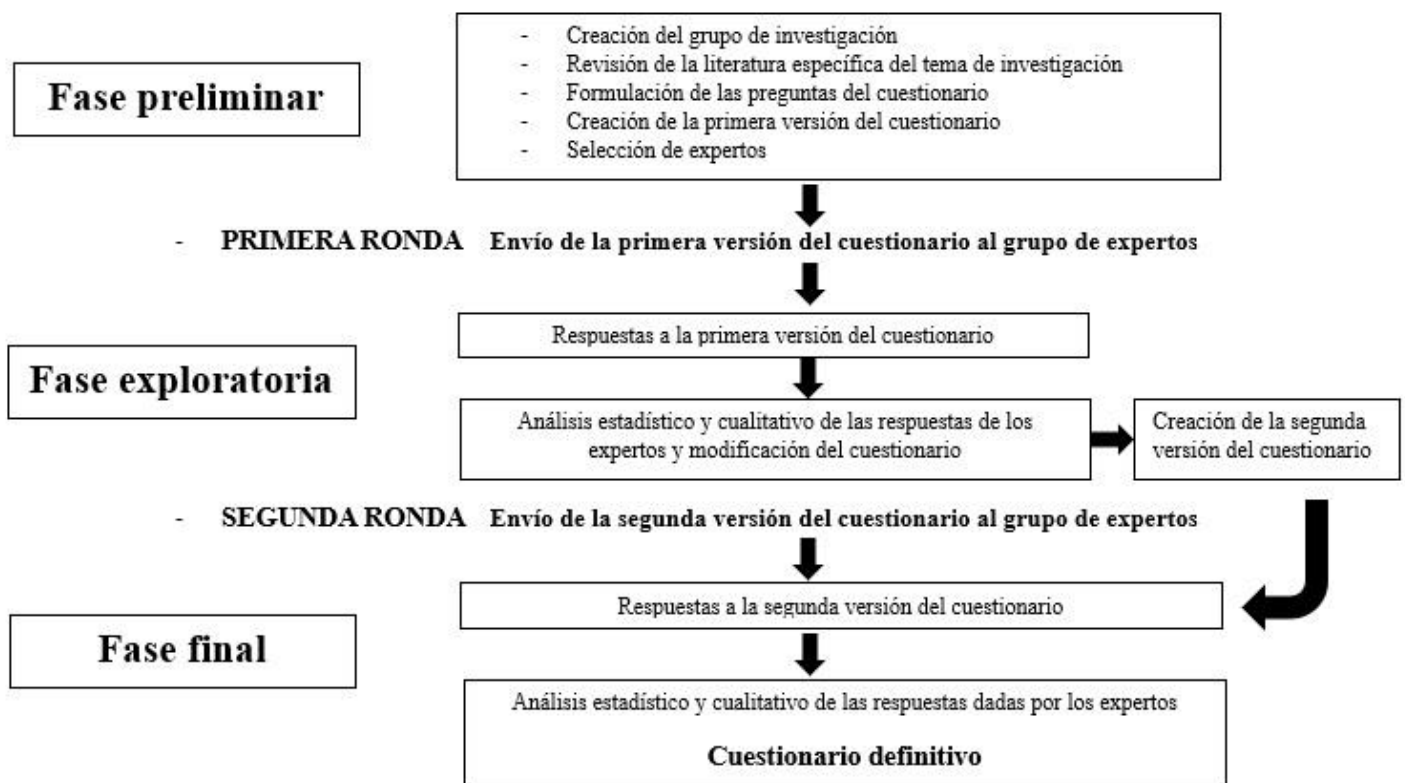 Fase preliminar
- Creación del grupo de investigación
- Revisión de la literatura específica del tema de investigación
- Formulación de las preguntas del cuestionario
- Creación de la primera versión del cuestionario
- Selección de expertos
- PRIMERA RONDA Envío de la primera versión del cuestionario al grupo de expertos
Fase exploratoria
Respuestas a la primera versión del cuestionario
Análisis estadístico y cualitativo de las respuestas de los
expertos y modificación del cuestionario
Creación de la segunda
versión del cuestionario
- SEGUNDA RONDA Envío de la segunda versión del cuestionario al grupo de expertos
Fase final
Respuestas a la segunda versión del cuestionario
Análisis estadístico y cualitativo de las respuestas dadas por los expertos
Cuestionario definitivo